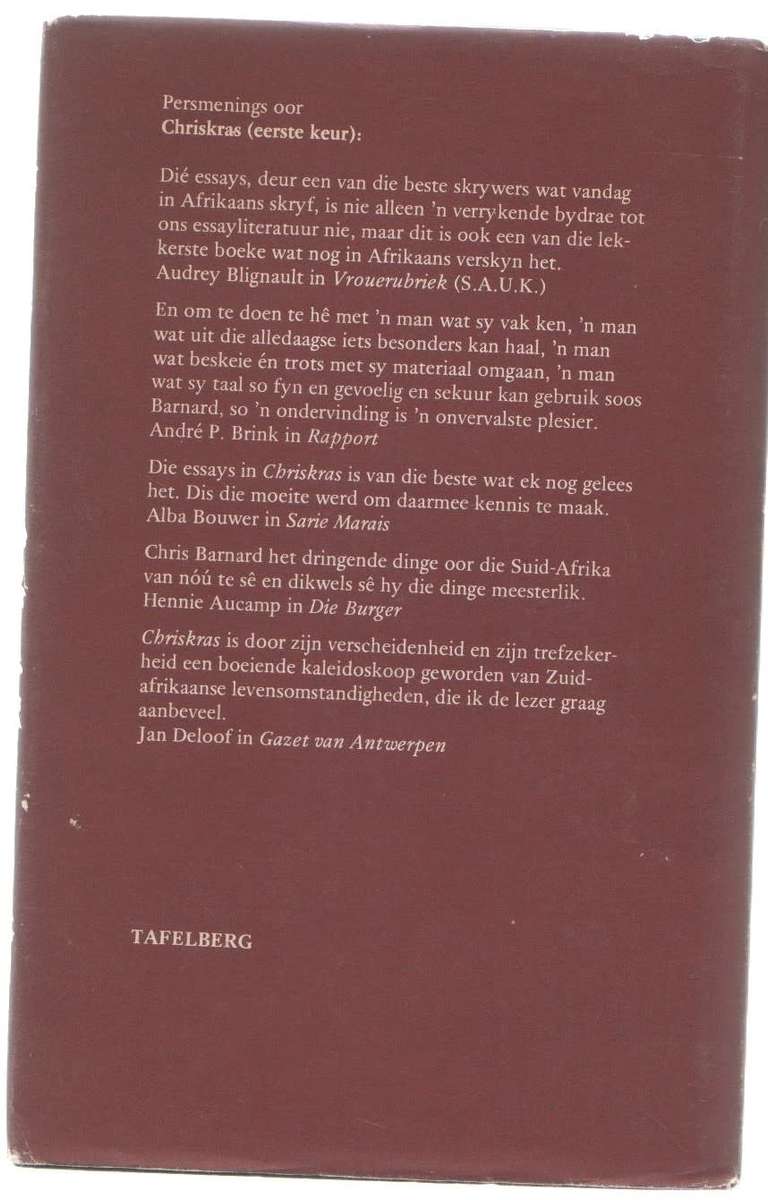 Persmenings oor
Chriskras (eerste keur):
Dié essays, deur een van die beste skrywers wat vandag
in Afrikaans skryf, is nie alleen 'n verrykende bydrae tot
ons essayliteratuur nie, maar dit is ook een van die lek-
kerste boeke wat nog in Afrikaans verskyn het.
Audrey Blignault in Vrouerubriek (S.A.U.K.)
En om te doen te hê met 'n man wat sy vak ken, 'n man
wat uit die alledaagse iets besonders kan haal, 'n man
wat beskeie én trots met sy materiaal omgaan, 'n man
wat sy taal so fyn en gevoelig en sekuur kan gebruik soos
Barnard, so 'n ondervinding is 'n onvervalste plesier.
André P. Brink in Rapport
Die essays in Chriskras is van die beste wat ek nog gelees
het. Dis die moeite werd om daarmee kennis te maak.
Alba Bouwer in Sarie Marais
Chris Barnard het dringende dinge oor die Suid-Afrika
van nóú te sê en dikwels sê hy die dinge meesterlik.
Hennie Aucamp in Die Burger
Chriskras is door zijn verscheidenheid en zijn trefzeker-
heid een boeiende kaleidoskoop geworden van Zuid-
afrikaanse levensomstandigheden, die ik de lezer graag
aanbeveel.
Jan Deloof in Gazet van Antwerpen
TAFELBERG